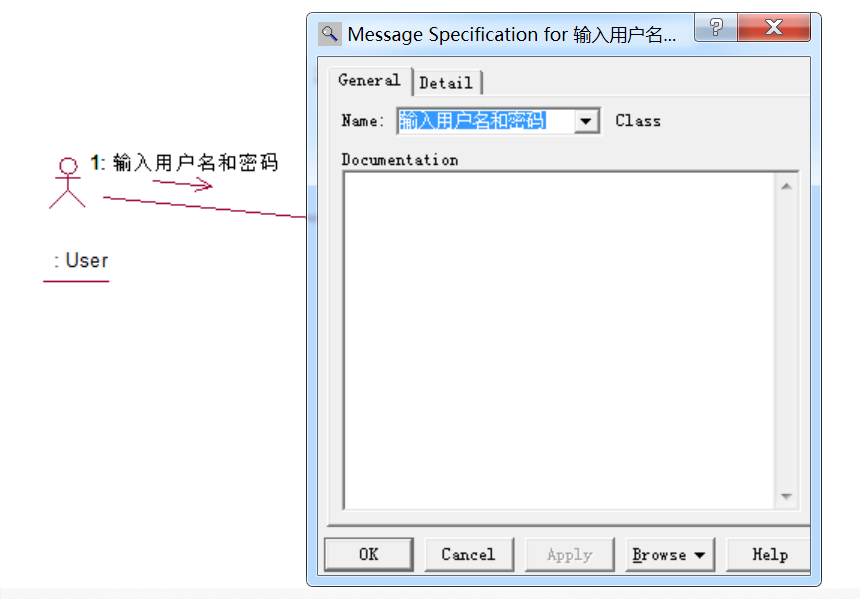 Message Specification for 输入用户名...
General Detail
Name: 输入用户名和密码 Class
Documentation
1: 输入用户名和密码
: User
OK Cancel Apply Browse Help